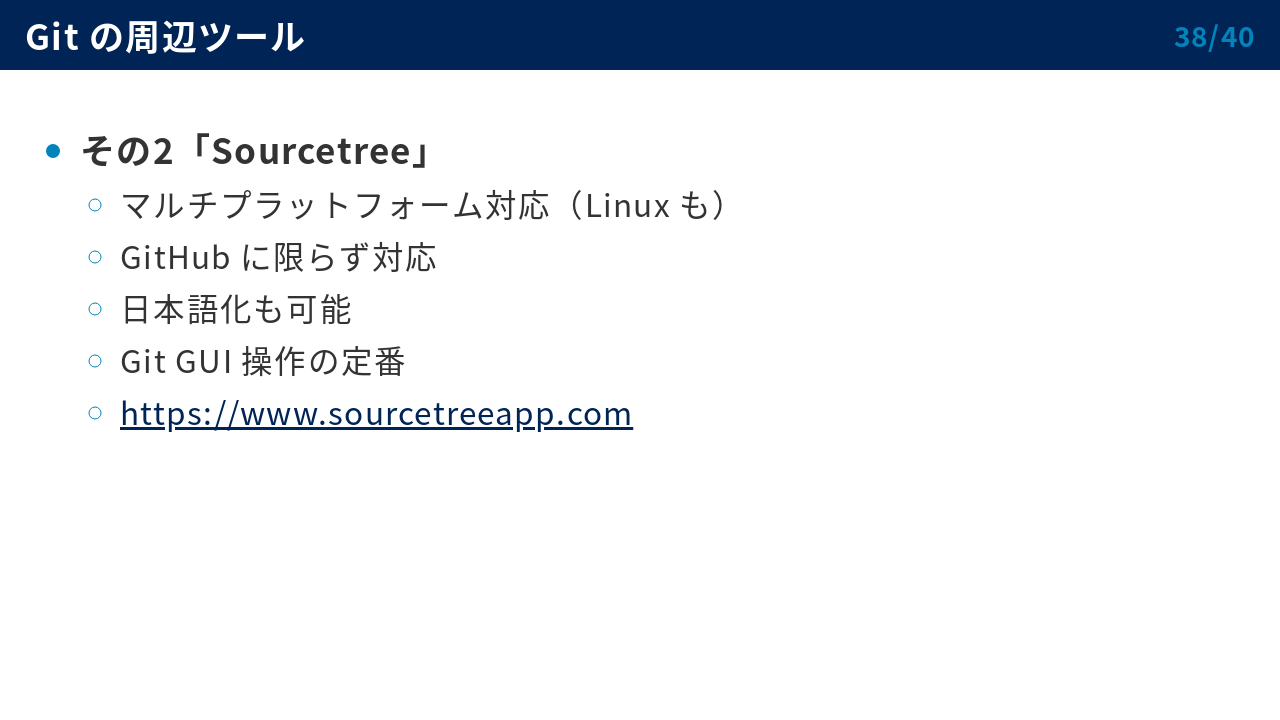 Git の周辺ツール
38/40
その2「Sourcetree」
マルチプラットフォーム対応（Linux も）
GitHub に限らず対応
日本語化も可能
Git GUI 操作の定番
https://www.sourcetreeapp.com